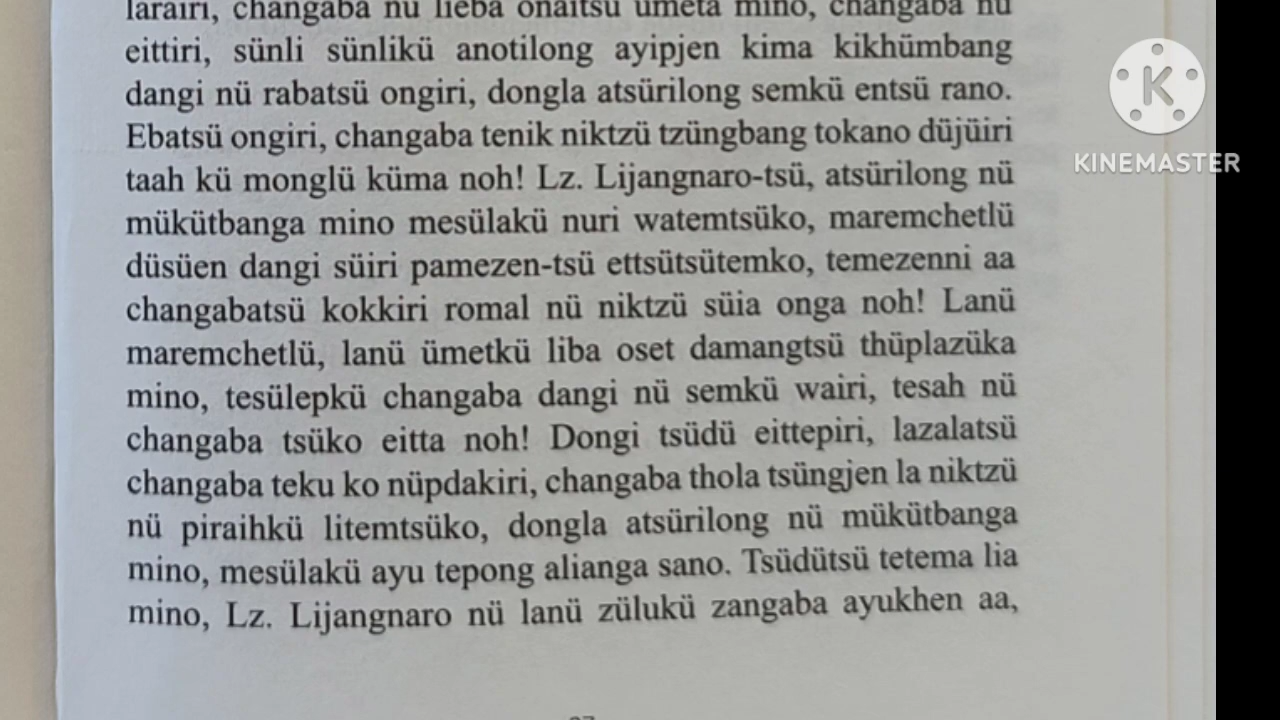 larairi, changaba nü lieba onaitsü ümeta mino, changaba nü
eittiri, sünli sünlikü anotilong ayipjen kima kikhümbang
dangi nü rabatsü ongiri, dongla atsürilong semkü entsü rano.
Ebatsü ongiri, changaba tenik niktzü tzüngbang tokano düjüiri
taah kü monglü küma noh! Lz. Lijangnaro-tsü, atsürilong nü
mükütbanga mino mesülakü nuri watemtsüko, maremchetlü
düsüen dangi süiri pamezen-tsü ettsütsütemko, temezenni aa
changabatsü kokkiri romal nü niktzü süia onga noh! Lanü
maremchetlü, lanü ümetkü liba oset damangtsü thüplazüka
mino, tesülepkü changaba dangi nü semkü wairi, tesah nü
changaba tsüko eitta noh! Dongi tsüdü eittepiri, lazalatsü
changaba teku ko nüpdakiri, changaba thola tsüngjen la niktzü
nü piraihkü litemtsüko, dongla atsürilong nü mükütbanga
mino, mesülakü ayu tepong alianga sano. Tsüdütsü tetema lia
mino, Lz. Lijangnaro nü lanü zülukü zangaba ayukhen aa,
K
KINEMASTER